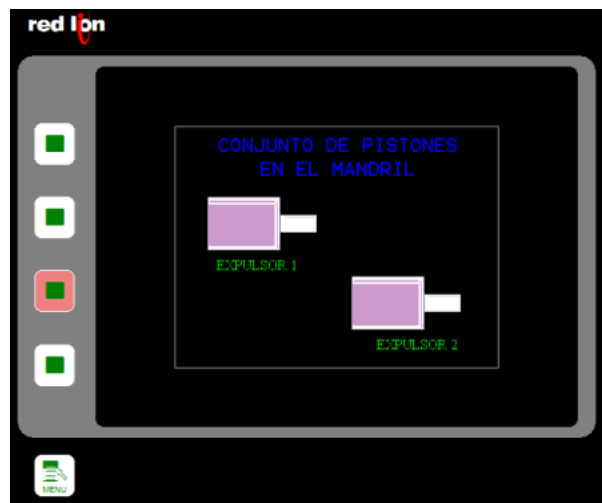 red lion
CONJUNTO DE PISTONES
EN EL MANDRIL
EXPULSOR 1
EXPULSOR 2
MENU